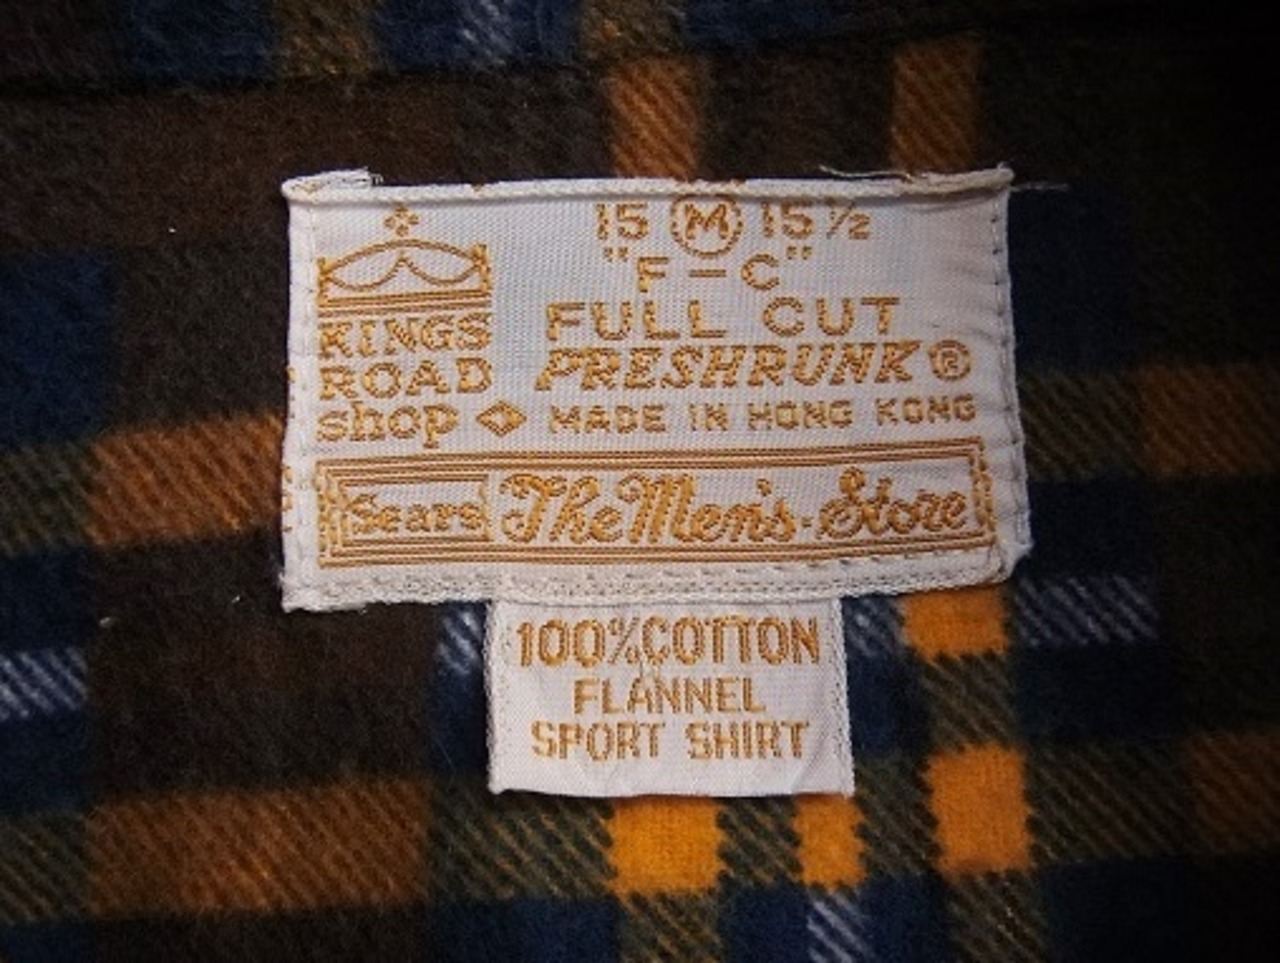 15 M 15½
"F-C"
FULL CUT
PRESHRUNK®
MADE IN HONG KONG
KINGS
ROAD
shop
Sears The Men's Store
100% COTTON
FLANNEL
SPORT SHIRT